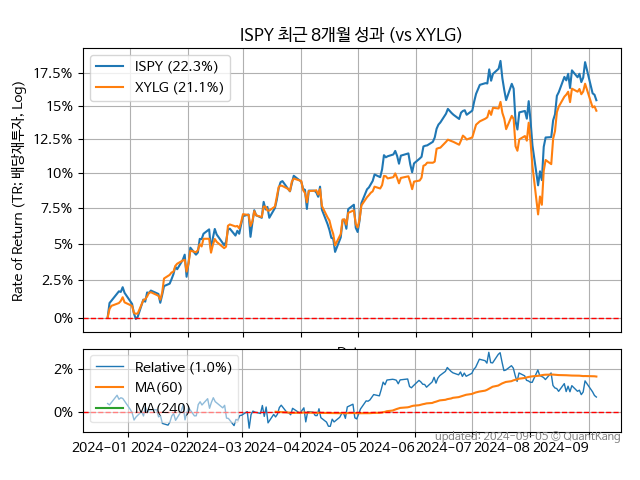 ISPY 최근 8개월 성과 (vs XYLG)
Rate of Return (TR: 배당재투자, Log)
17.5%
15%
12.5%
10%
7.5%
5%
2.5%
0%
ISPY (22.3%)
XYLG (21.1%)
2%
0%
Relative (1.0%)
MA(60)
MA(240)
updated: 2024-09-05 © QuantKang
2024-01 2024-02 2024-03 2024-04 2024-05 2024-06 2024-07 2024-08 2024-09